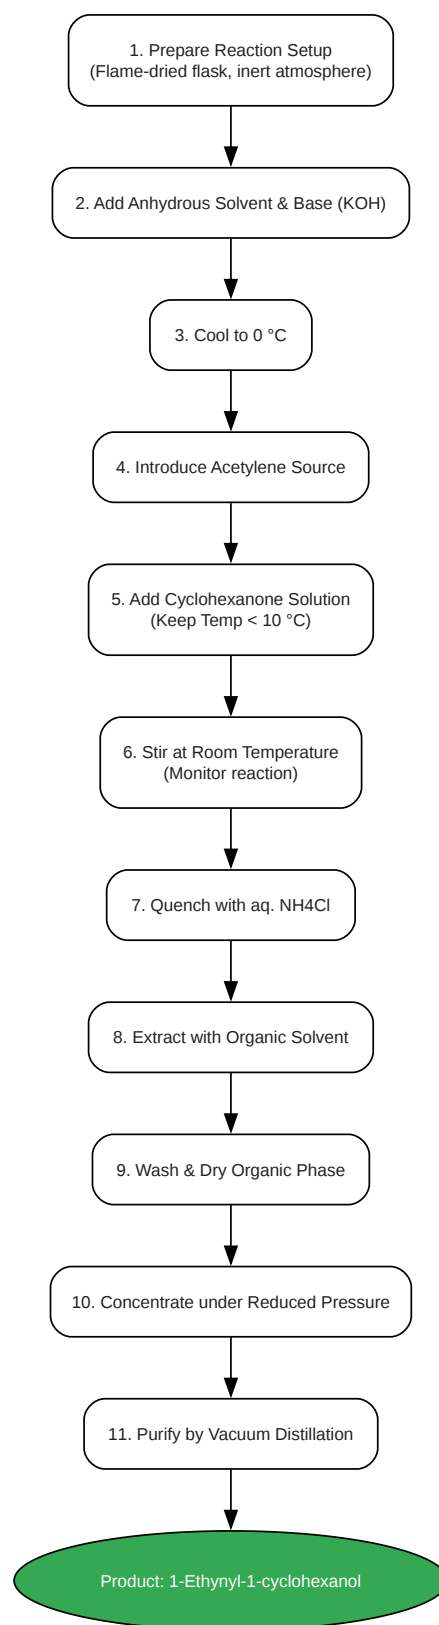 1. Prepare Reaction Setup
(Flame-dried flask, inert atmosphere)
2. Add Anhydrous Solvent & Base (KOH)
3. Cool to 0 °C
4. Introduce Acetylene Source
5. Add Cyclohexanone Solution
(Keep Temp < 10 °C)
6. Stir at Room Temperature
(Monitor reaction)
7. Quench with aq. NH4Cl
8. Extract with Organic Solvent
9. Wash & Dry Organic Phase
10. Concentrate under Reduced Pressure
11. Purify by Vacuum Distillation
Product: 1-Ethynyl-1-cyclohexanol